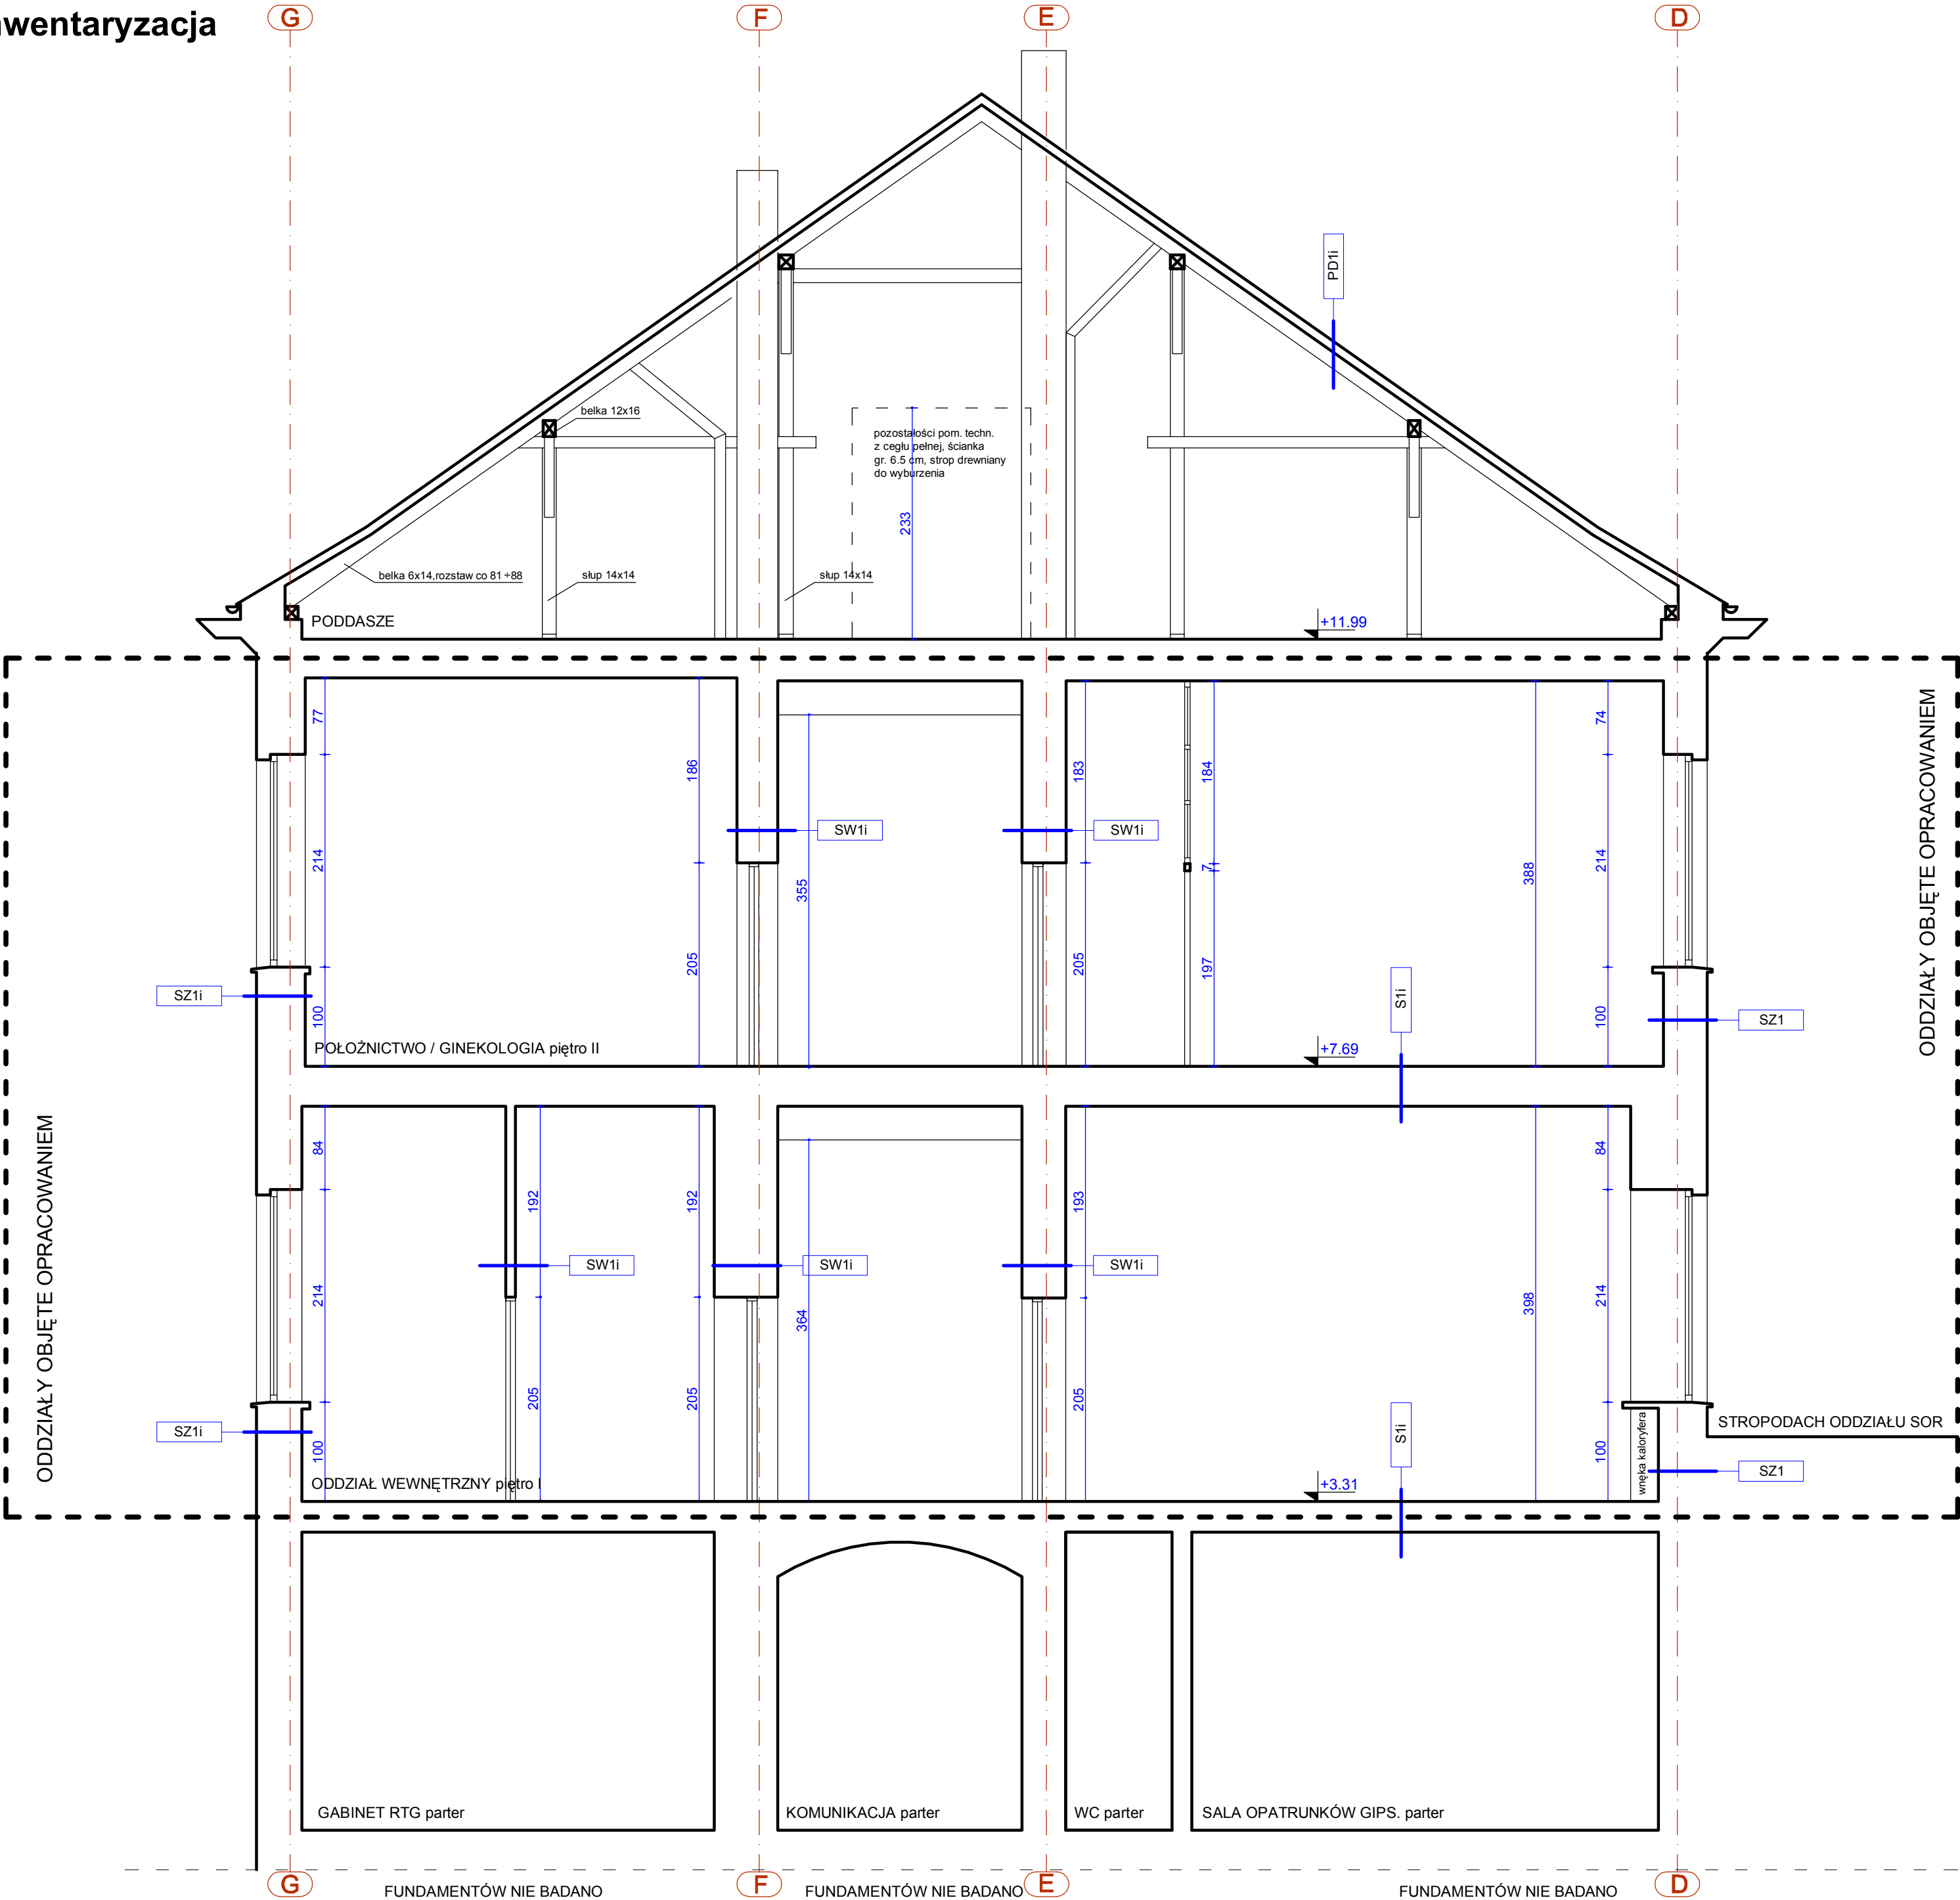 G
F
E
D
wentaryzacja
PD1i
belka 12x16
pozostałości pom. techn.
z cegłu pełnej, ścianka
gr. 6.5 cm, strop drewniany
do wyburzenia
233
belka 6x14,rozstaw co 81÷88
słup 14x14
słup 14x14
PODDASZE
+11.99
77
186
183
184
74
ODDZIAŁY OBJĘTE OPRACOWANIEM
SW1i
SW1i
214
355
7
388
214
205
205
197
SZ1i
S1i
100
100
SZ1
POŁOŻNICTWO / GINEKOLOGIA piętro II
+7.69
ODDZIAŁY OBJĘTE OPRACOWANIEM
84
192
192
193
84
SW1i
SW1i
SW1i
214
364
398
214
205
205
205
SZ1i
S1i
STROPODACH ODDZIAŁU SOR
100
wnęka kaloryfera
100
SZ1
ODDZIAŁ WEWNĘTRZNY piętro I
+3.31
GABINET RTG parter
KOMUNIKACJA parter
WC parter
SALA OPATRUNKÓW GIPS. parter
G
F
E
D
FUNDAMENTÓW NIE BADANO
FUNDAMENTÓW NIE BADANO
FUNDAMENTÓW NIE BADANO